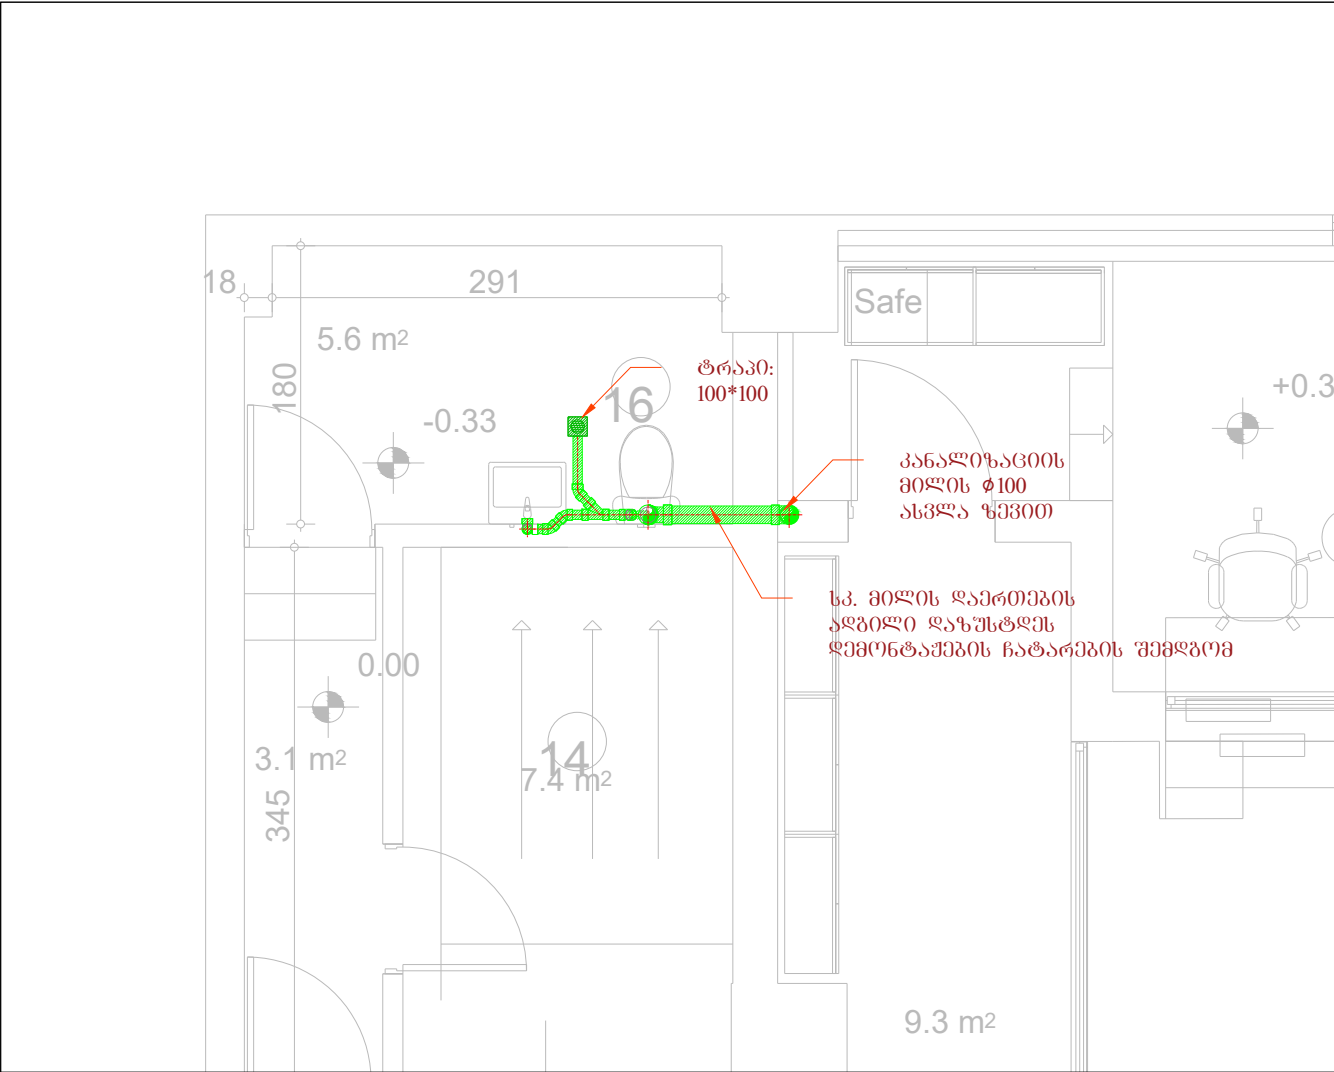 18
291
Safe
5.6 m²
180
ტრაპი:
100*100
16
+0.3
-0.33
კანალიზაციის
მილის ⌀100
ასვლა ზევით
სკ. მილის დაერთების
ადგილი დაზუსტდეს
დემონტაჟების ჩატარების შემდგომ
0.00
3.1 m²
14
7.4 m²
345
9.3 m²